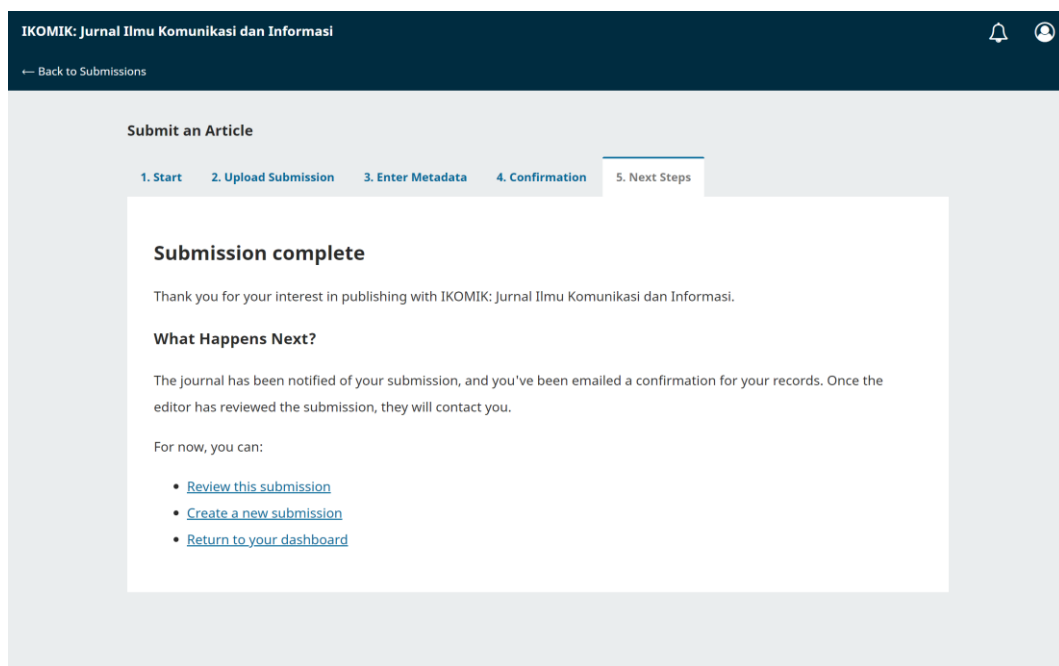 IKOMIK: Jurnal Ilmu Komunikasi dan Informasi
← Back to Submissions
Submit an Article
1. Start 2. Upload Submission 3. Enter Metadata 4. Confirmation 5. Next Steps
Submission complete
Thank you for your interest in publishing with IKOMIK: Jurnal Ilmu Komunikasi dan Informasi.
What Happens Next?
The journal has been notified of your submission, and you've been emailed a confirmation for your records. Once the
editor has reviewed the submission, they will contact you.
For now, you can:
• Review this submission
• Create a new submission
• Return to your dashboard